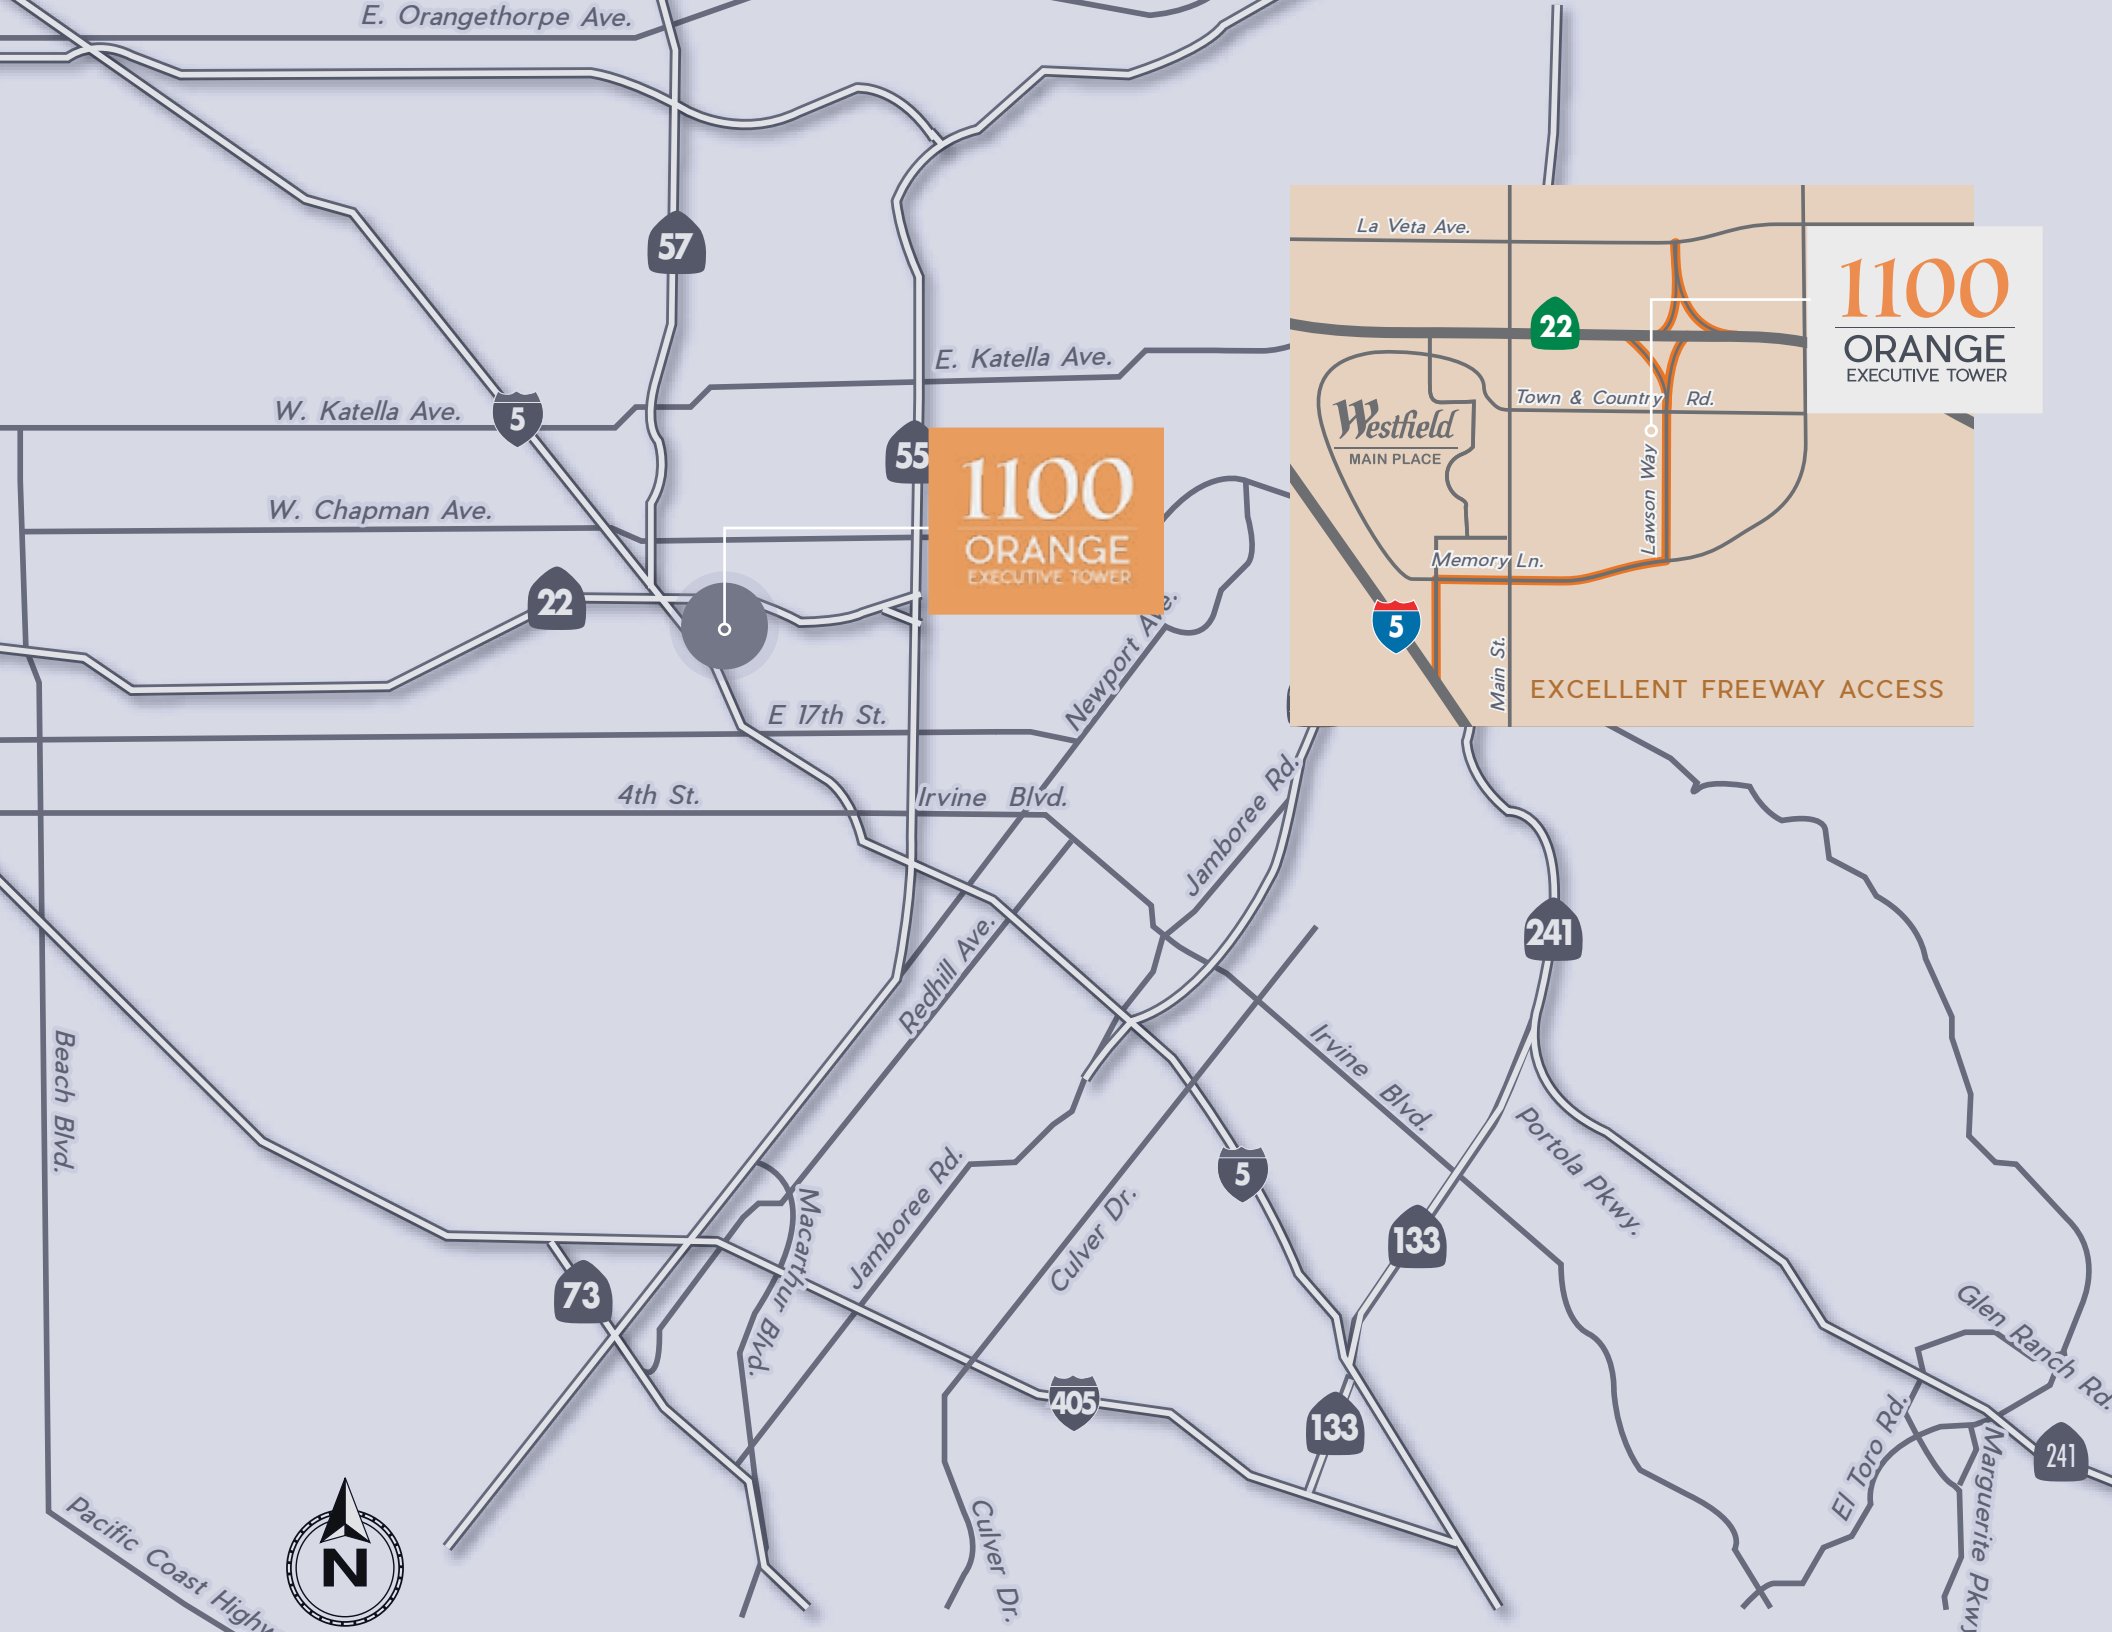 E. Orangethorpe Ave.
57
La Veta Ave.
1100
ORANGE
EXECUTIVE TOWER
22
E. Katella Ave.
W. Katella Ave.
5
Town & Country Rd.
Westfield
MAIN PLACE
55
1100
ORANGE
EXECUTIVE TOWER
Lawson Way
W. Chapman Ave.
Memory Ln.
22
5
Newport Ave.
Main St.
EXCELLENT FREEWAY ACCESS
E 17th St.
4th St.
Irvine Blvd.
Jamboree Rd.
241
Redhill Ave.
Irvine Blvd.
Beach Blvd.
Portola Pkwy.
5
Jamboree Rd.
Culver Dr.
Macarthur Blvd.
133
73
Glen Ranch Rd.
405
133
El Toro Rd.
241
Marguerite Pkwy
Pacific Coast Highw
Culver Dr.
N